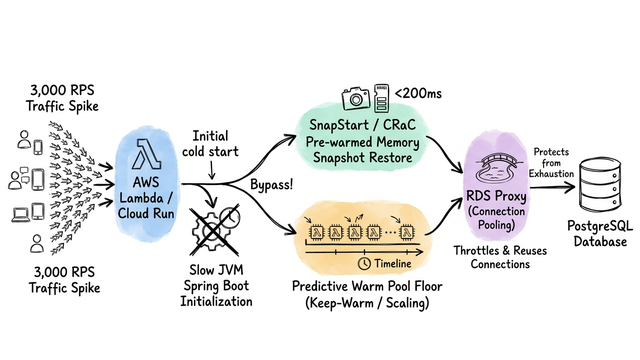 3,000 RPS
Traffic Spike
3,000 RPS
Traffic Spike
AWS
Lambda /
Cloud Run
Initial
cold start
Bypass!
Slow JVM
Spring Boot
Initialization
<200ms
SnapStart / CRaC
Pre-warmed Memory
Snapshot Restore
Timeline
Predictive Warm Pool Floor
(Keep-Warm / Scaling)
RDS Proxy
(Connection
Pooling)
Throttles & Reuses
Connections
Protects
from
Exhaustion
PostgreSQL
Database